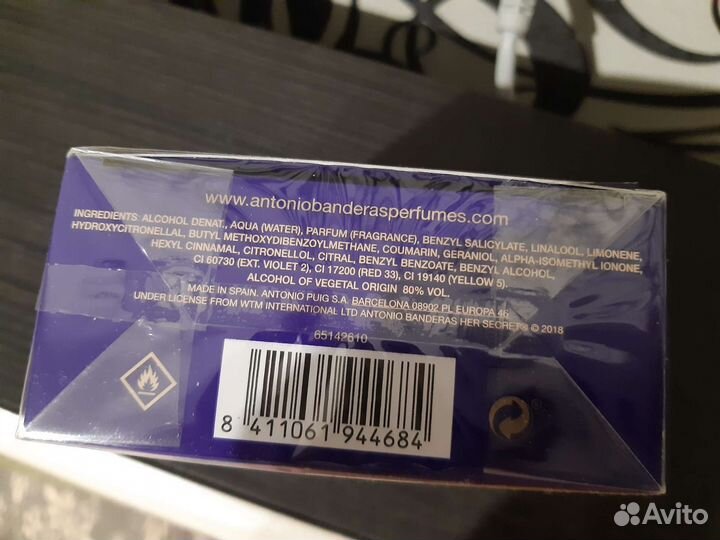 www.antoniobanderasperfumes.com
INGREDIENTS: ALCOHOL DENAT., AQUA (WATER), PARFUM (FRAGRANCE), BENZYL SALICYLATE, LINALOOL, LIMONENE,
HYDROXYCITRONELLAL, BUTYL METHOXYDIBENZOYLMETHANE, COUMARIN, GERANIOL, ALPHA-ISOMETHYL IONONE,
HEXYL CINNAMAL, CITRONELLOL, CITRAL, BENZYL BENZOATE, BENZYL ALCOHOL,
CI 60730 (EXT. VIOLET 2), CI 17200 (RED 33), CI 19140 (YELLOW 5).
ALCOHOL OF VEGETAL ORIGIN 80% VOL.
MADE IN SPAIN. ANTONIO PUIG S.A. BARCELONA 08902 PL EUROPA 46
UNDER LICENSE FROM WTM INTERNATIONAL LTD ANTONIO BANDERAS HER SECRET® © 2018
65142610
8 411061 944684
Avito